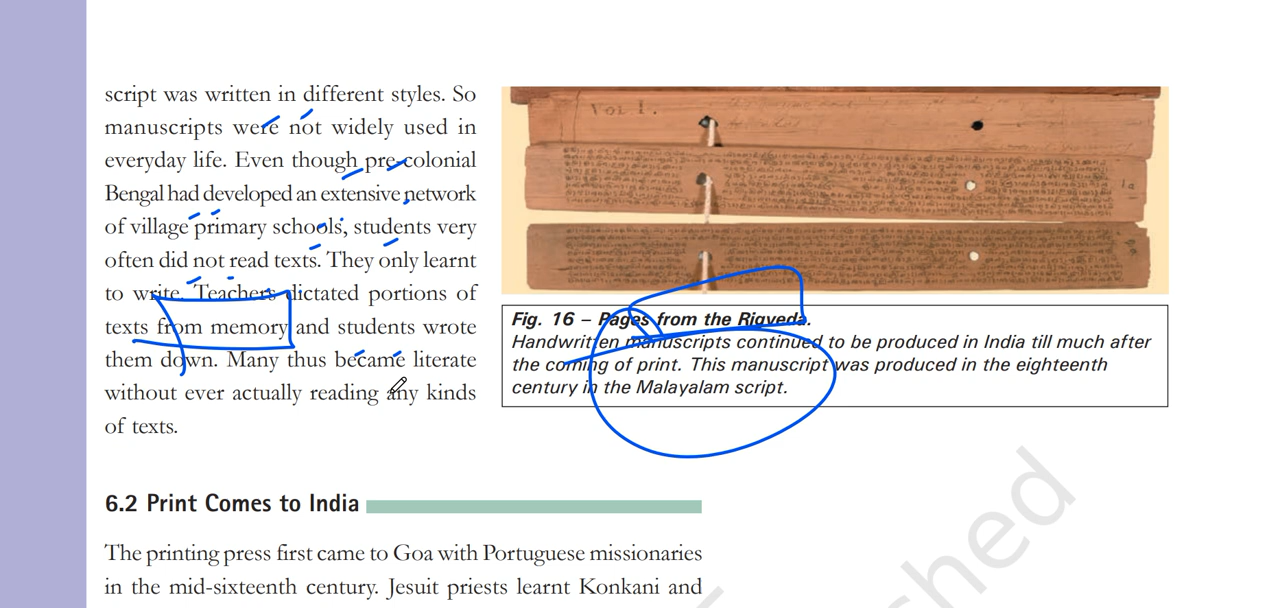 script was written in different styles. So
manuscripts were not widely used in
everyday life. Even though pre-colonial
Bengal had developed an extensive network
of village primary schools, students very
often did not read texts. They only learnt
to write. Teachers dictated portions of
texts from memory and students wrote
them down. Many thus became literate
without ever actually reading any kinds
of texts.
Vol I.
1a
Fig. 16 – Pages from the Rigveda.
Handwritten manuscripts continued to be produced in India till much after
the coming of print. This manuscript was produced in the eighteenth
century in the Malayalam script.
6.2 Print Comes to India
The printing press first came to Goa with Portuguese missionaries
in the mid-sixteenth century. Jesuit priests learnt Konkani and
shed